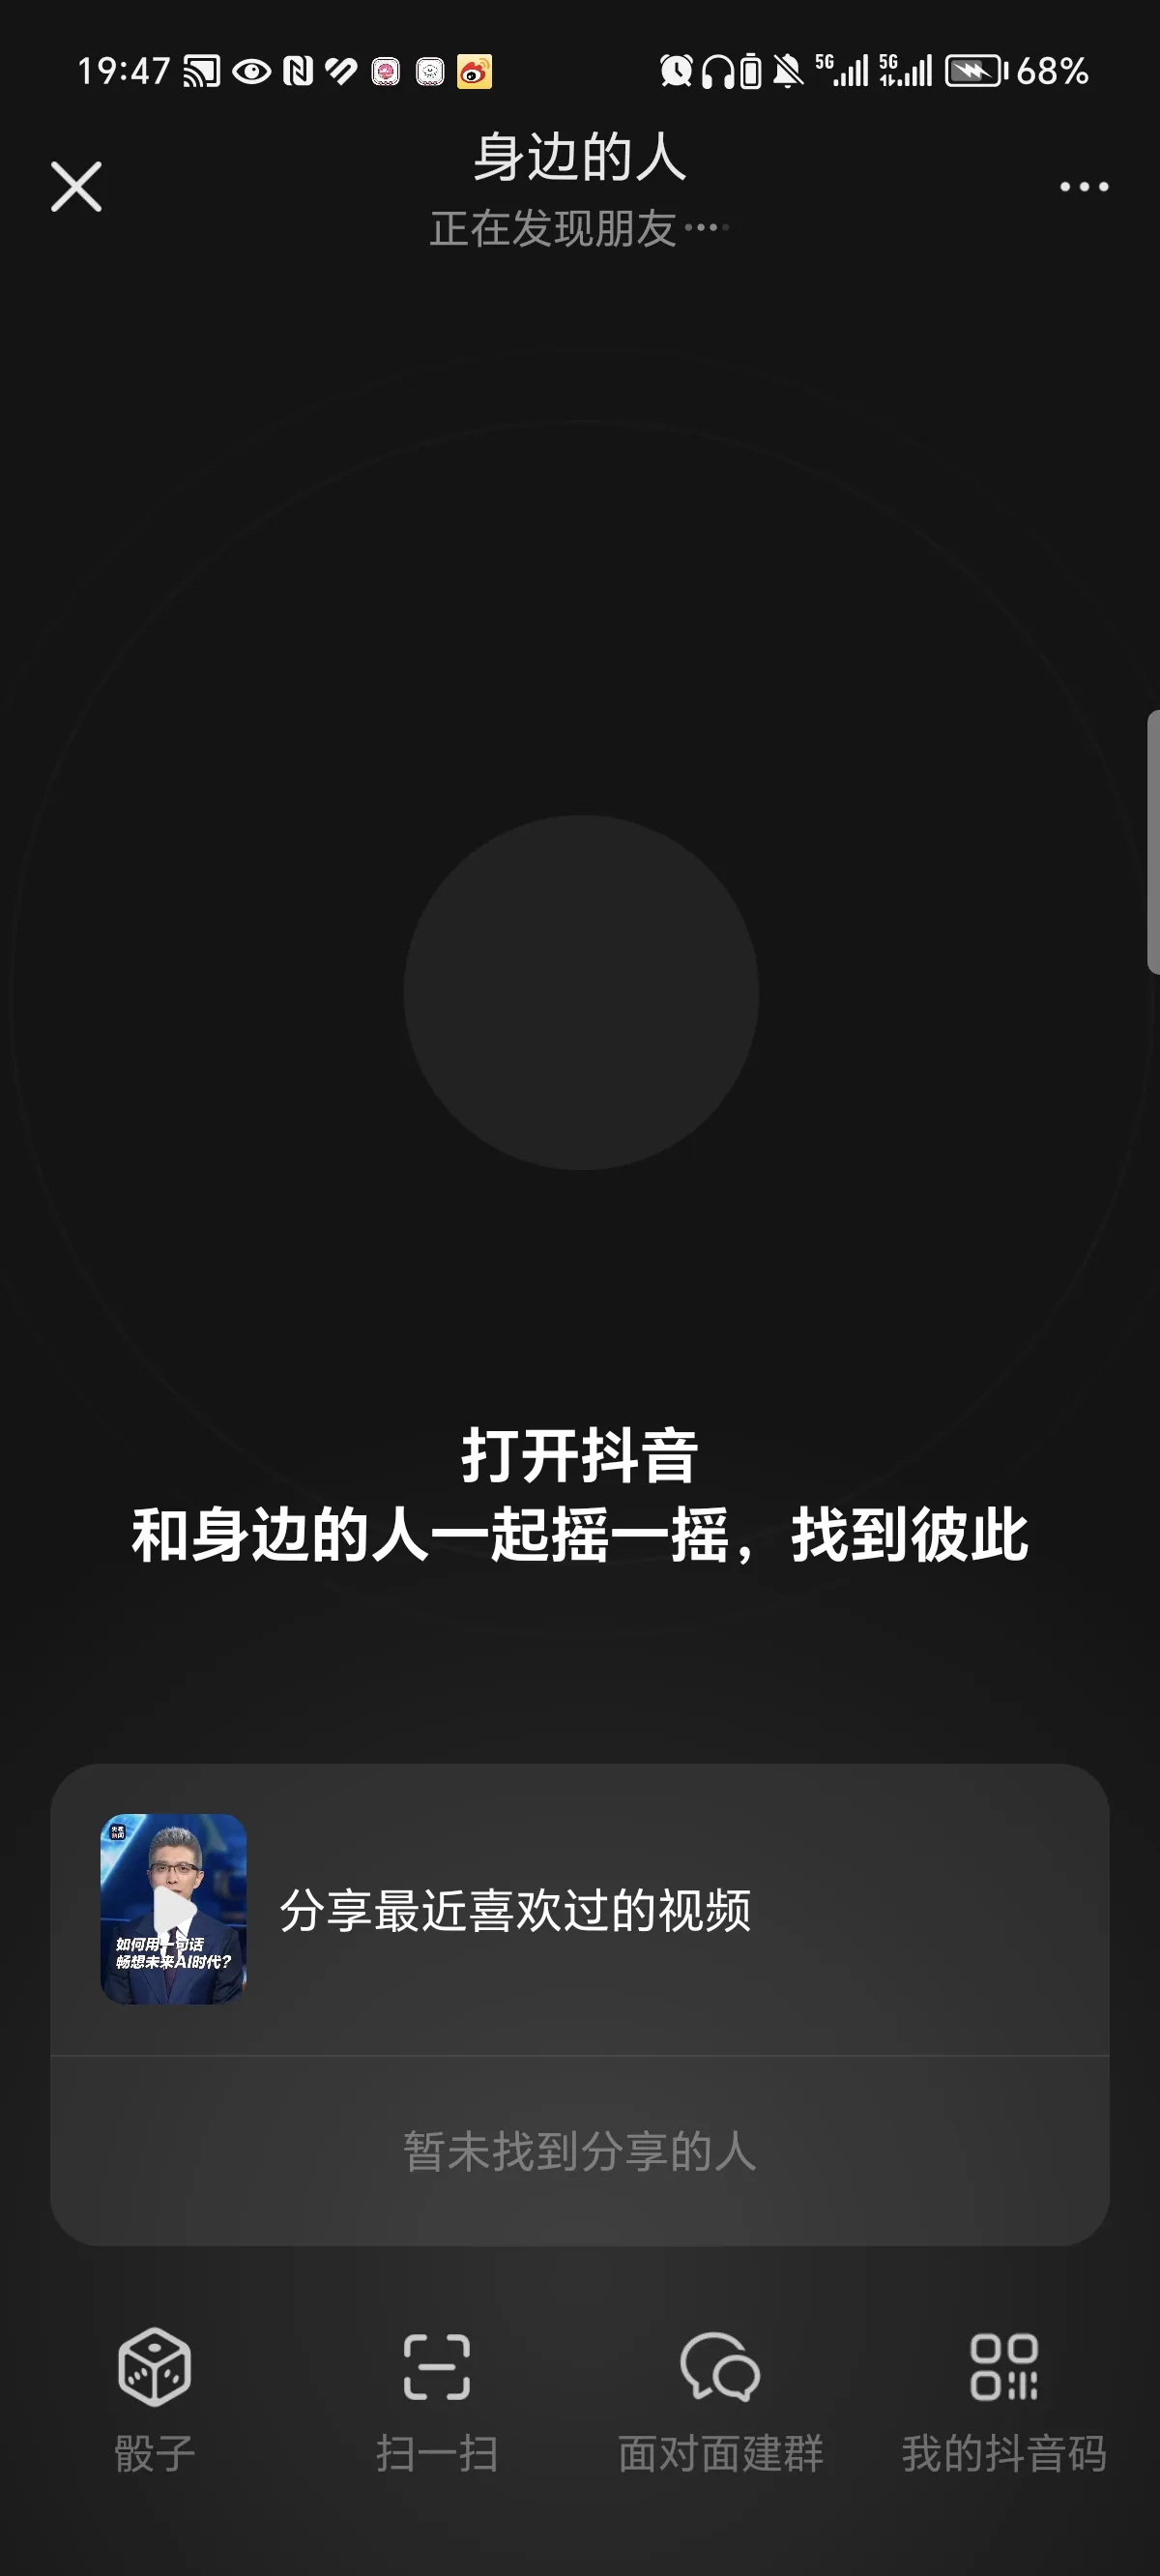 19:47
5G
5G
68%
身边的人
正在发现朋友····
打开抖音
和身边的人一起摇一摇，找到彼此
央视
新闻
如何用一句话
畅想未来AI时代？
分享最近喜欢过的视频
暂未找到分享的人
骰子
扫一扫
面对面建群
我的抖音码